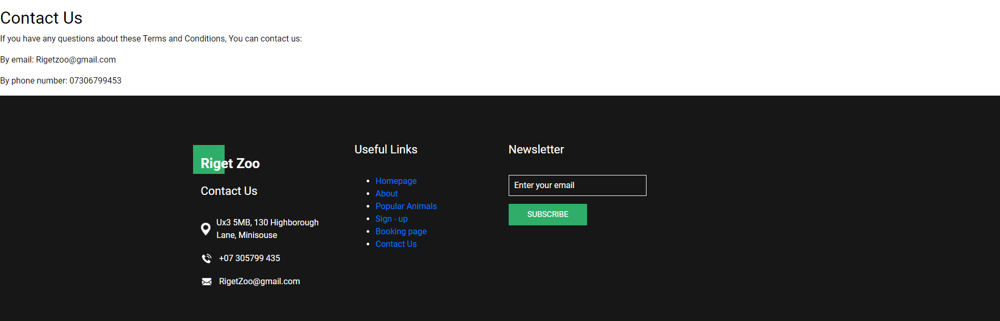 Contact Us
If you have any questions about these Terms and Conditions, You can contact us:
By email: Rigetzoo@gmail.com
By phone number: 07306799453
Riget Zoo
Contact Us
Ux3 5MB, 130 Highborough
Lane, Minisouse
+07 305799 435
RigetZoo@gmail.com
Useful Links
Homepage
About
Popular Animals
Sign - up
Booking page
Contact Us
Newsletter
Enter your email
SUBSCRIBE